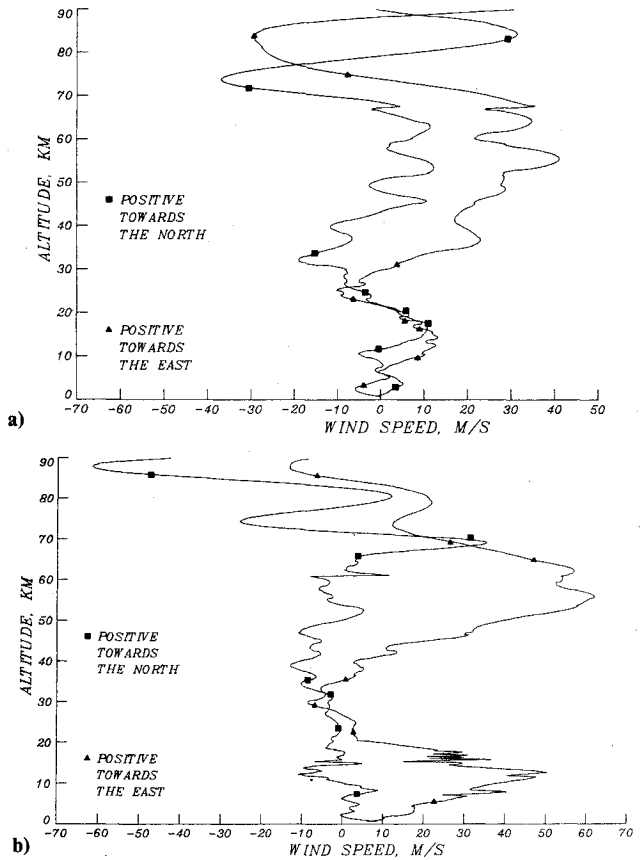 90
80
70
60
50
40
30
20
10
0
ALTITUDE, KM
■ POSITIVE
TOWARDS
THE NORTH
▲ POSITIVE
TOWARDS
THE EAST
-70 -60 -50 -40 -30 -20 -10 0 10 20 30 40 50
WIND SPEED, M/S
a)
90
80
70
60
50
40
30
20
10
0
ALTITUDE, KM
■ POSITIVE
TOWARDS
THE NORTH
▲ POSITIVE
TOWARDS
THE EAST
-70 -60 -50 -40 -30 -20 -10 0 10 20 30 40 50 60 70
WIND SPEED, M/S
b)